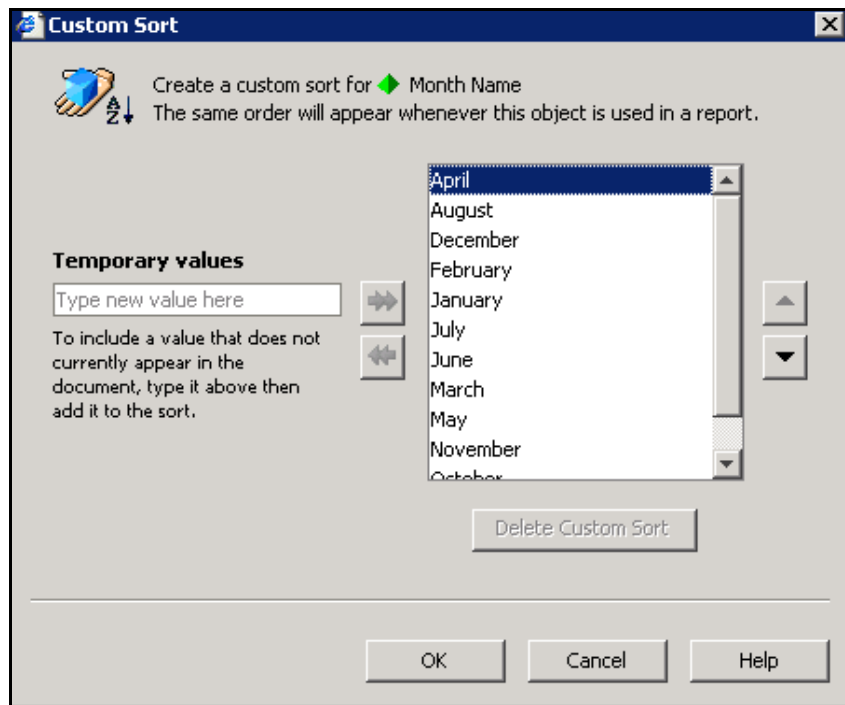 Custom Sort
Create a custom sort for Month Name
The same order will appear whenever this object is used in a report.
A
Z
Temporary values
Type new value here
To include a value that does not
currently appear in the
document, type it above then
add it to the sort.
April
August
December
February
January
July
June
March
May
November
October
Delete Custom Sort
OK
Cancel
Help